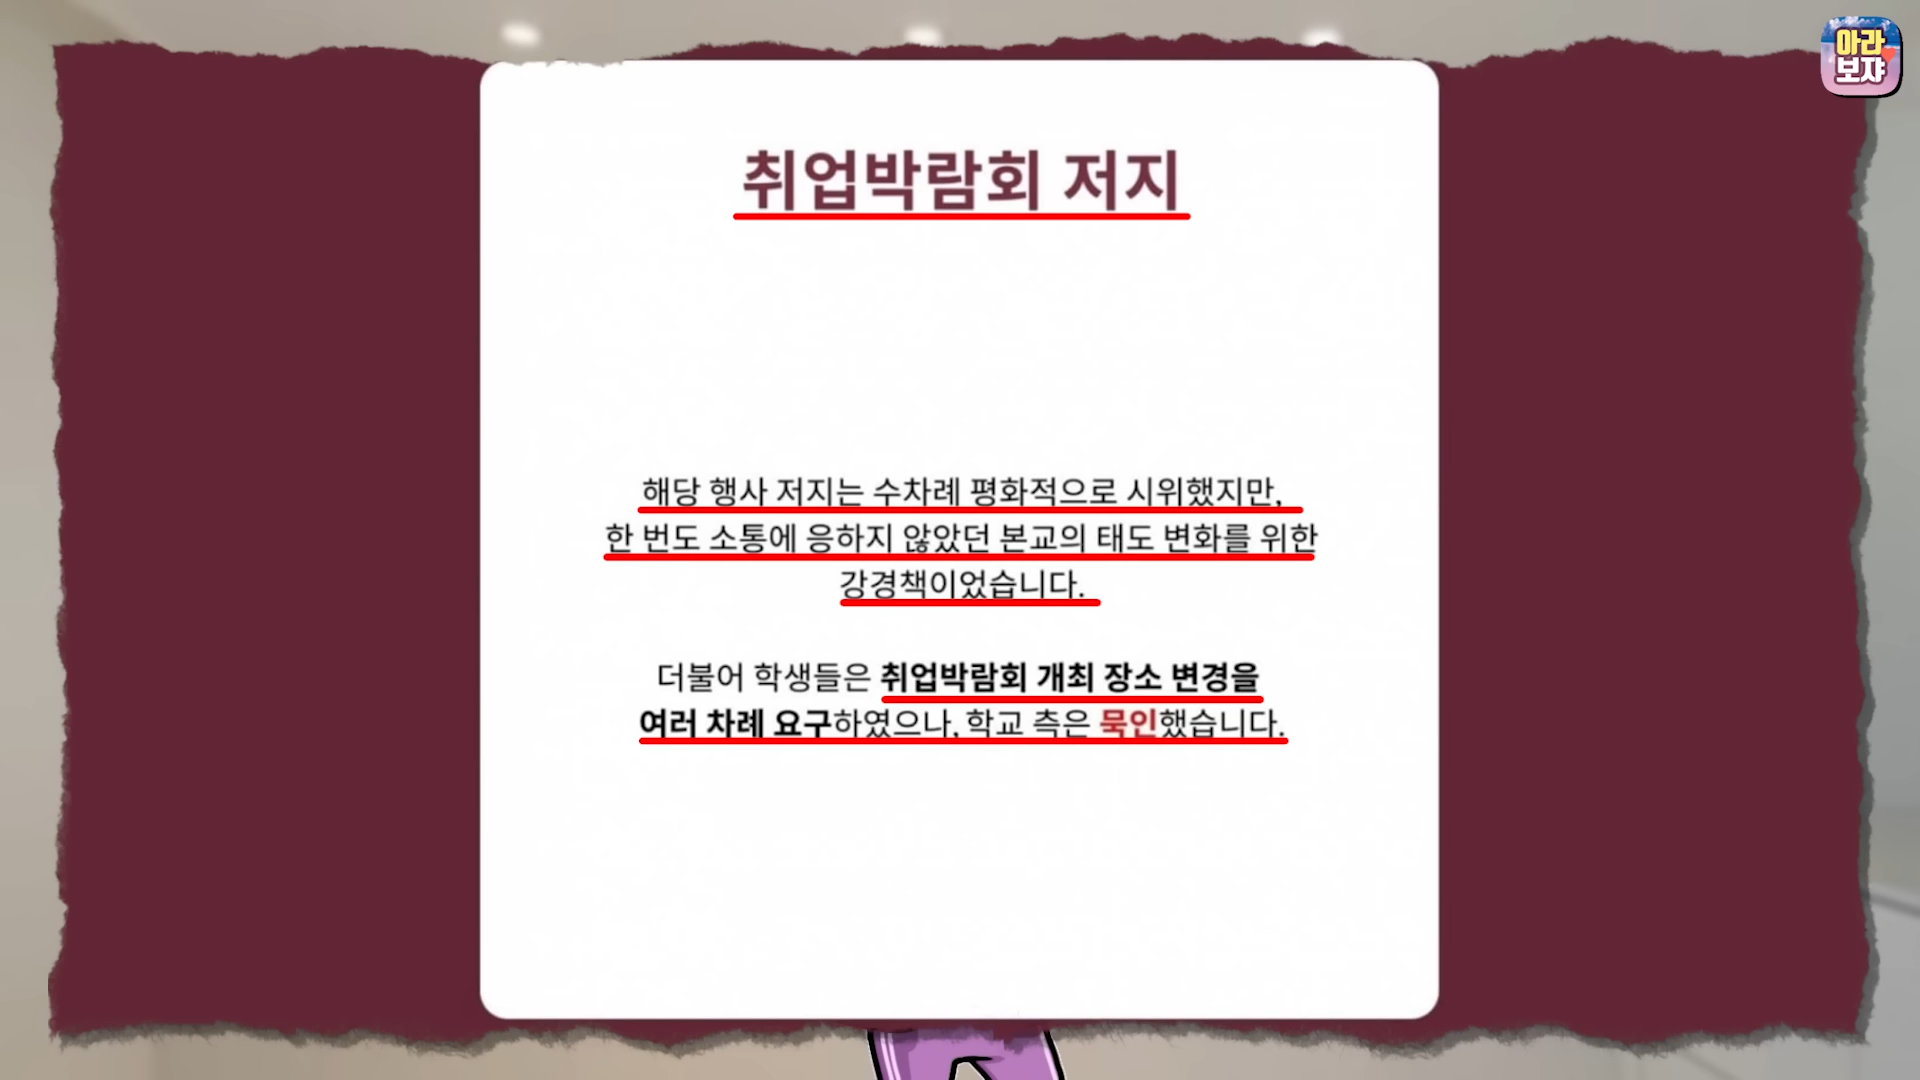 아라
보쟈
취업박람회 저지
해당 행사 저지는 수차례 평화적으로 시위했지만,
한 번도 소통에 응하지 않았던 본교의 태도 변화를 위한
강경책이었습니다.
더불어 학생들은 취업박람회 개최 장소 변경을
여러 차례 요구하였으나, 학교 측은 묵인했습니다.